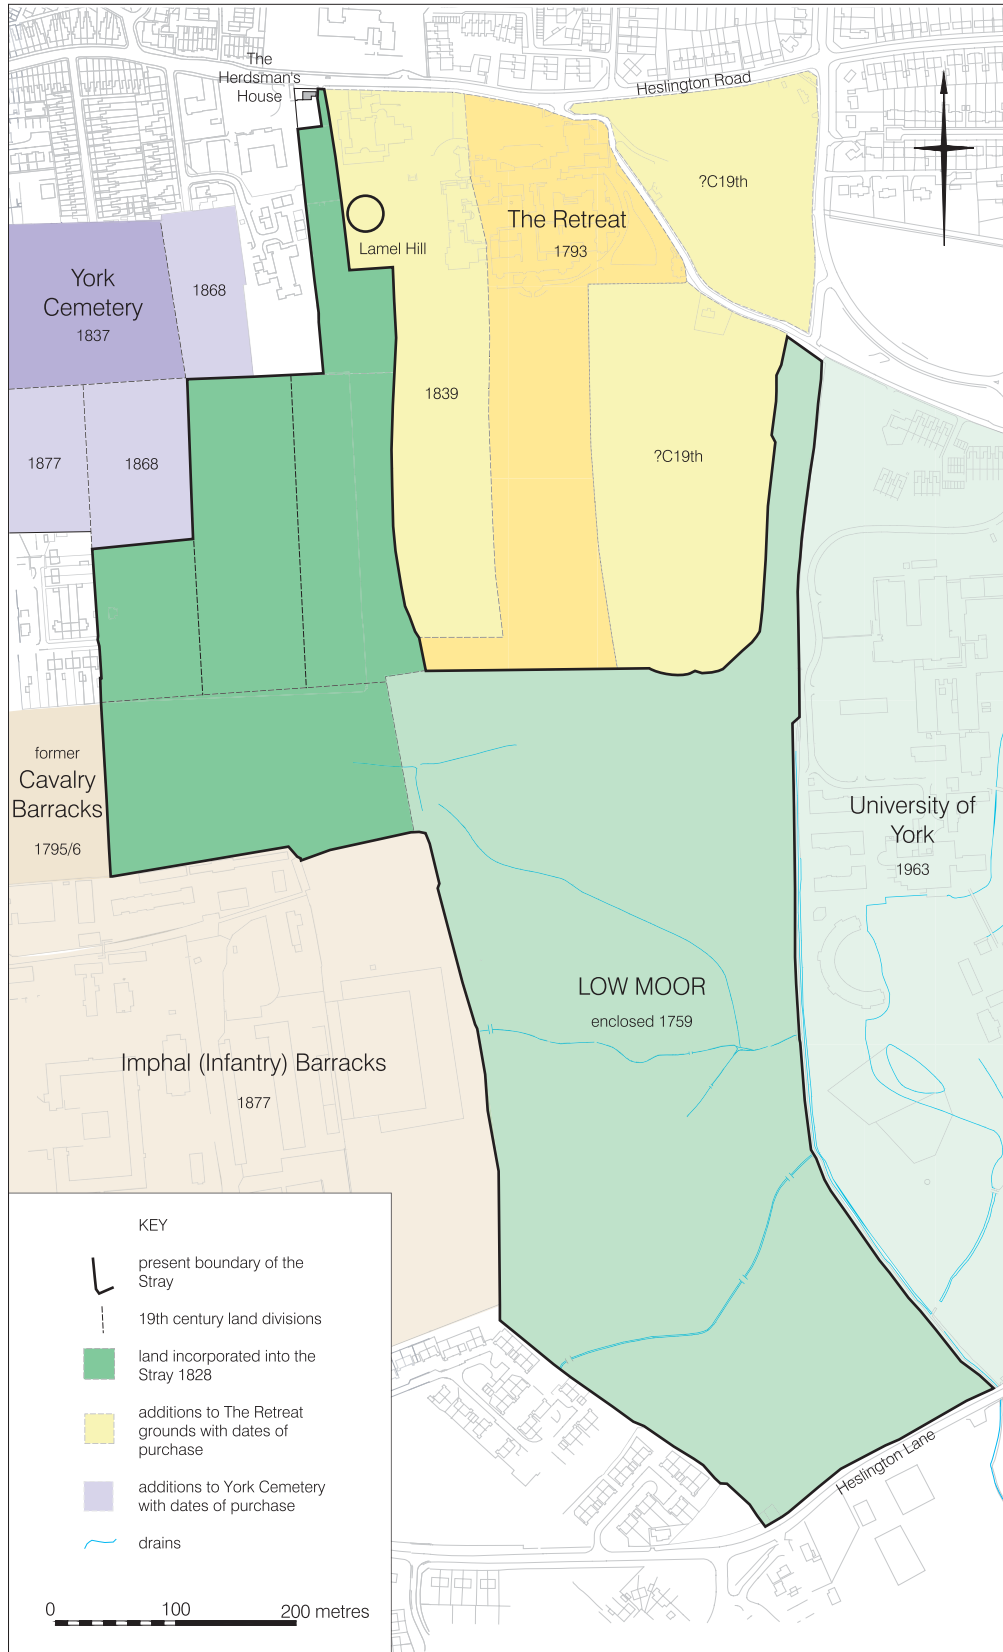 The
Herdsman's
House
Heslington Road
?C19th
The Retreat
1793
Lamel Hill
York
Cemetery
1837
1868
1839
1877
1868
?C19th
former
Cavalry
Barracks
1795/6
University of
York
1963
LOW MOOR
enclosed 1759
Imphal (Infantry) Barracks
1877
KEY
present boundary of the
Stray
19th century land divisions
land incorporated into the
Stray 1828
additions to The Retreat
grounds with dates of
purchase
additions to York Cemetery
with dates of purchase
drains
0 100 200 metres
Heslington Lane